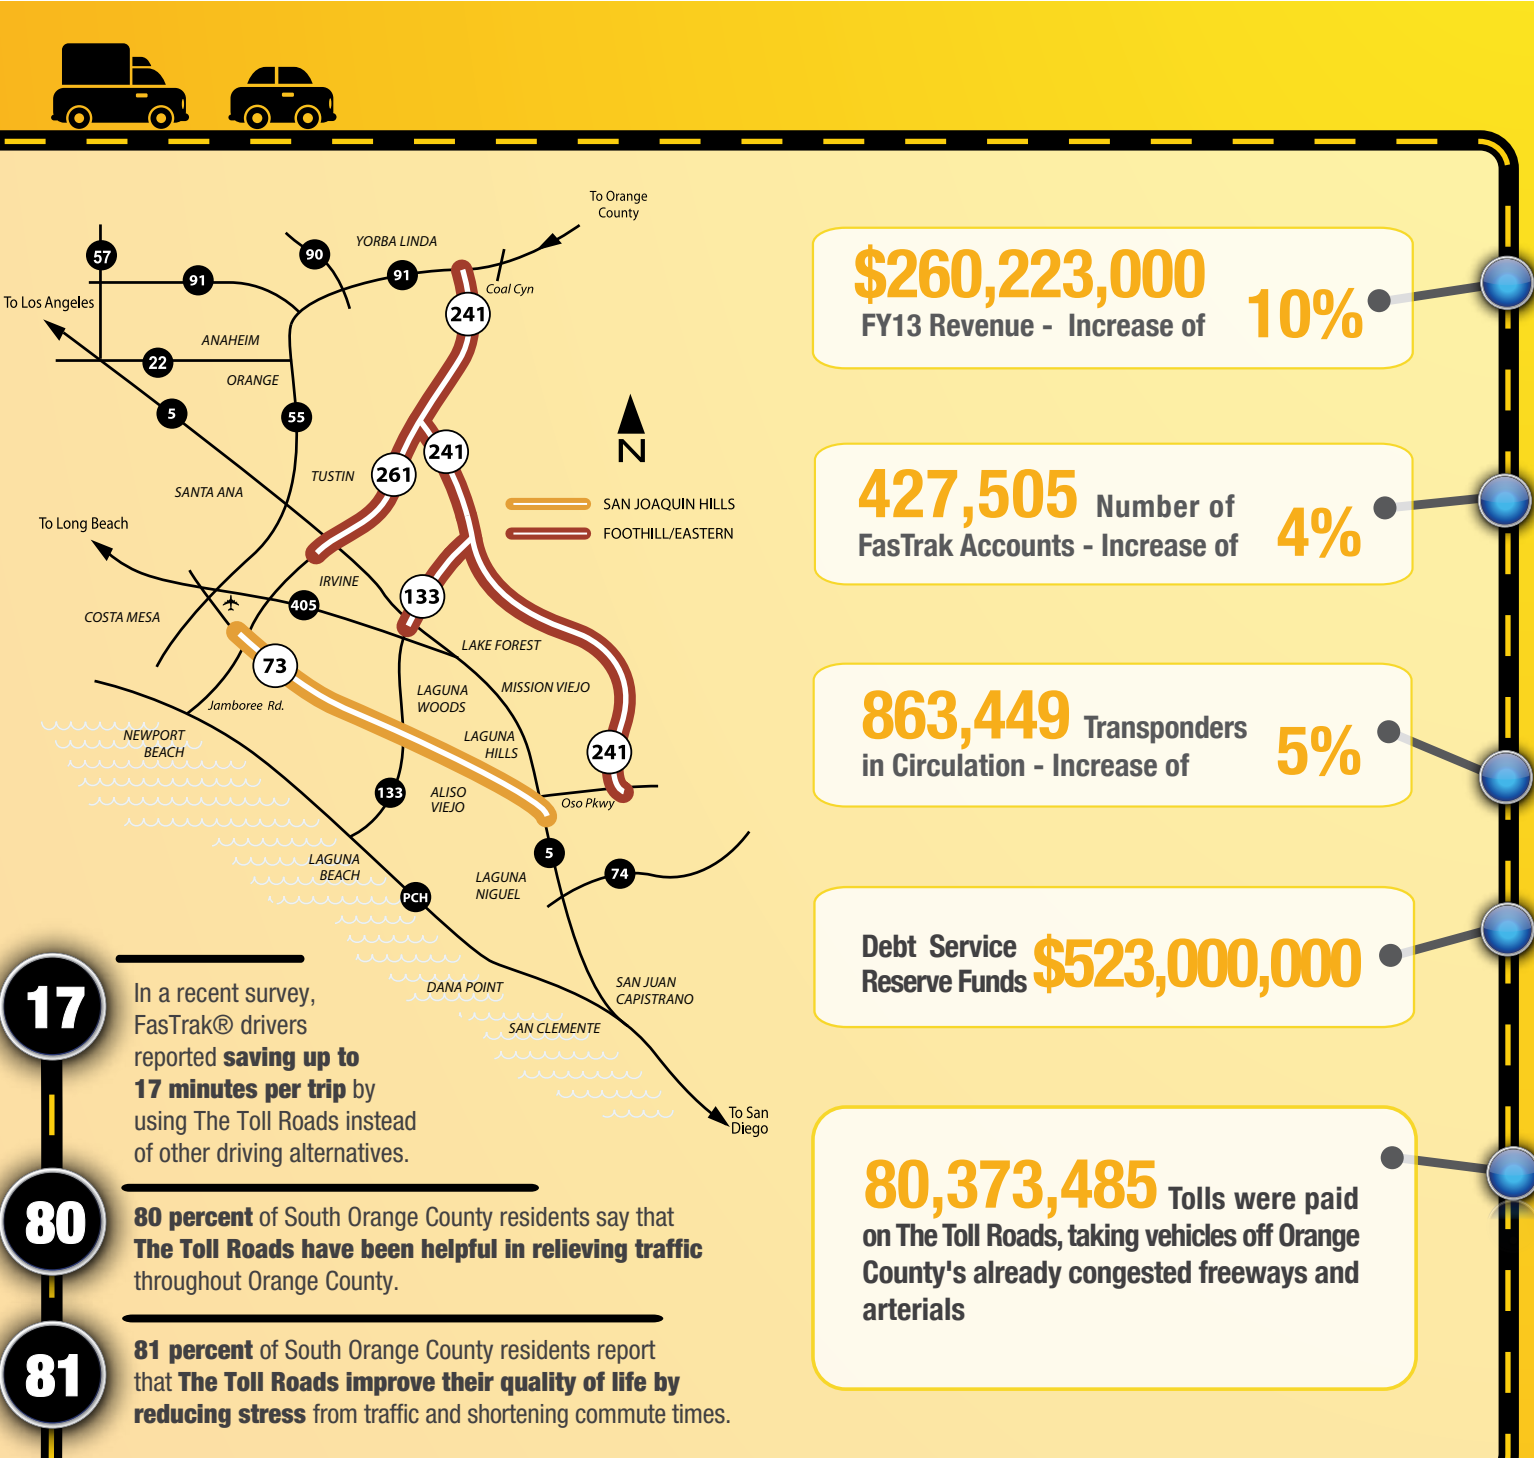 To Orange
County
YORBA LINDA
57
90
91
91
Coal Cyn
To Los Angeles
241
ANAHEIM
22
ORANGE
5
55
241
N
TUSTIN
261
SANTA ANA
SAN JOAQUIN HILLS
To Long Beach
FOOTHILL/EASTERN
IRVINE
133
405
COSTA MESA
LAKE FOREST
73
MISSION VIEJO
LAGUNA
WOODS
Jamboree Rd.
NEWPORT
BEACH
LAGUNA
HILLS
241
133
ALISO
VIEJO
Oso Pkwy
5
LAGUNA
BEACH
74
LAGUNA
NIGUEL
PCH
DANA POINT
SAN JUAN
CAPISTRANO
SAN CLEMENTE
To San
Diego
17
In a recent survey,
FasTrak® drivers
reported saving up to
17 minutes per trip by
using The Toll Roads instead
of other driving alternatives.
80
80 percent of South Orange County residents say that
The Toll Roads have been helpful in relieving traffic
throughout Orange County.
81
81 percent of South Orange County residents report
that The Toll Roads improve their quality of life by
reducing stress from traffic and shortening commute times.
$260,223,000
FY13 Revenue - Increase of 10%
427,505 Number of
FasTrak Accounts - Increase of 4%
863,449 Transponders
in Circulation - Increase of 5%
Debt Service
Reserve Funds $523,000,000
80,373,485 Tolls were paid
on The Toll Roads, taking vehicles off Orange
County's already congested freeways and
arterials